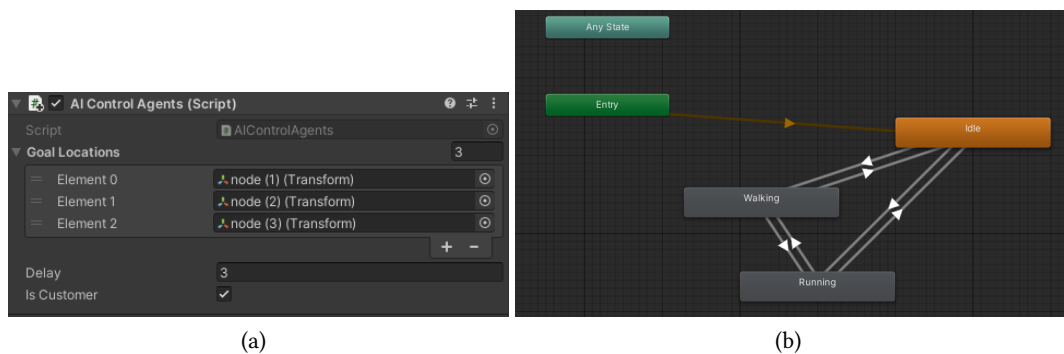 AI Control Agents (Script)
Script AIControlAgents
Goal Locations 3
Element 0 node (1) (Transform)
Element 1 node (2) (Transform)
Element 2 node (3) (Transform)
+ -
Delay 3
Is Customer
(a)
Any State
Entry
Idle
Walking
Running
(b)